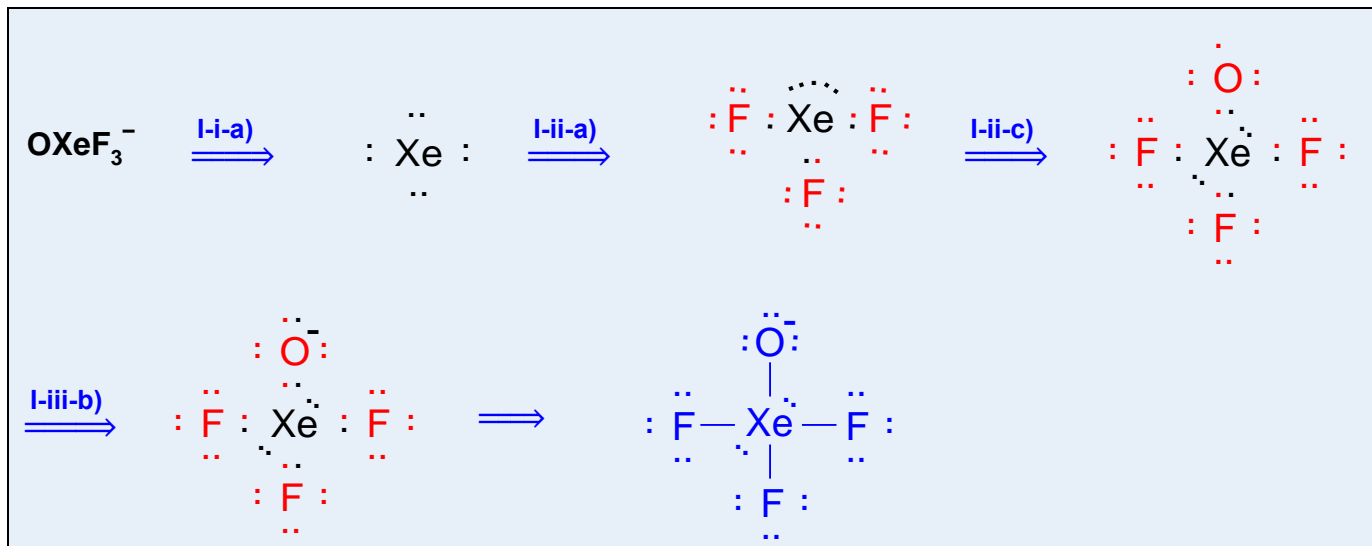 OXeF₃⁻ I-i-a) Xe I-ii-a) F Xe F I-ii-c) O
F F Xe F
F
I-iii-b) O⁻ O⁻
F Xe F F Xe F
F F